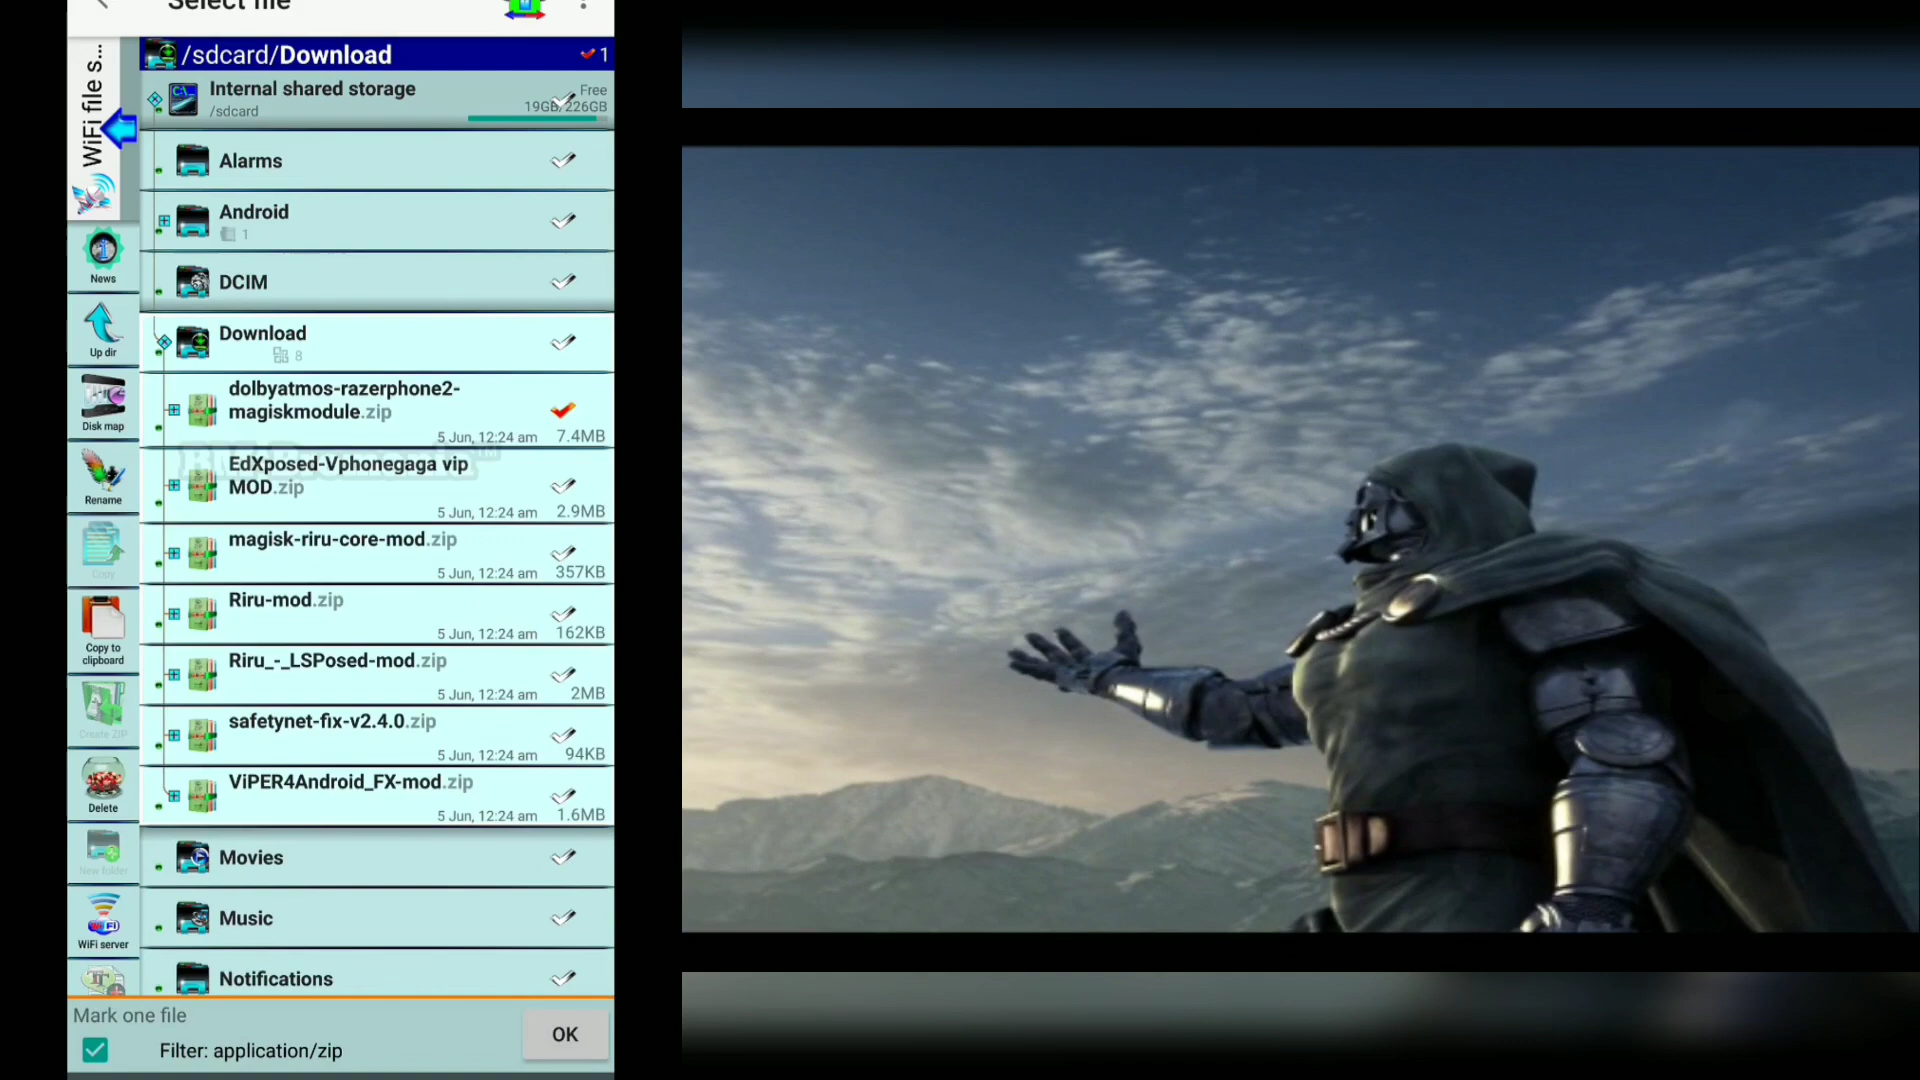 Select file
/sdcard/Download
1
WiFi file s...
Internal shared storage
/sdcard
Free
19GB/226GB
Alarms
Android
1
News
DCIM
Up dir
Download
8
Disk map
dolbyatmos-razerphone2-
magiskmodule.zip
5 Jun, 12:24 am 7.4MB
EdXposed-Vphonegaga vip
MOD.zip
5 Jun, 12:24 am 2.9MB
Rename
magisk-riru-core-mod.zip
5 Jun, 12:24 am 357KB
Copy
Riru-mod.zip
5 Jun, 12:24 am 162KB
Copy to
clipboard
Riru_-_LSPosed-mod.zip
5 Jun, 12:24 am 2MB
Create ZIP
safetynet-fix-v2.4.0.zip
5 Jun, 12:24 am 94KB
Delete
ViPER4Android_FX-mod.zip
5 Jun, 12:24 am 1.6MB
Movies
New folder
Music
WiFi server
Notifications
Mark one file
Filter: application/zip
OK